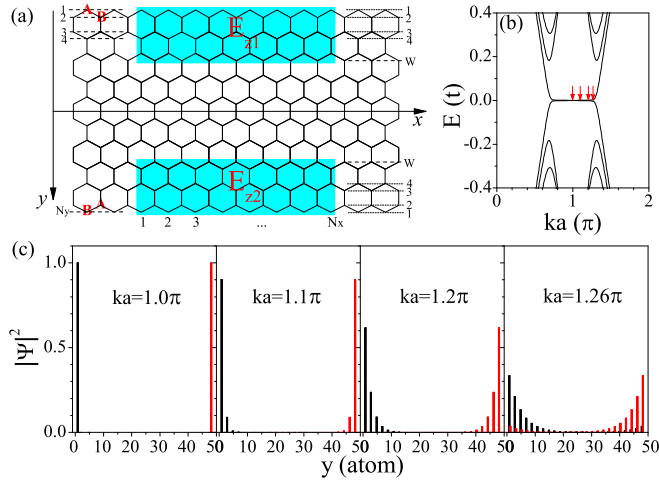 (a)
1 A
2 B
3
4
E z1
1
2
3
4
W
x
W
E z2
4
3
2
1
y
Ny B A
1 2 3 ... Nx
(b)
E (t)
0.4
0.2
0.0
-0.2
-0.4
0 1 2
ka (π)
(c)
|Ψ|²
1.0
0.5
0.0
ka=1.0π
ka=1.1π
ka=1.2π
ka=1.26π
0 10 20 30 40 50
0 10 20 30 40 50
0 10 20 30 40 50
0 10 20 30 40 50
y (atom)